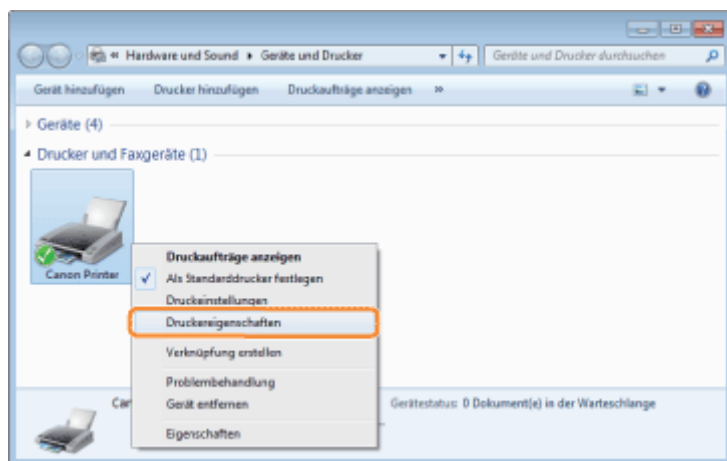 « Hardware und Sound ▸ Geräte und Drucker Geräte und Drucker durchsuchen
Gerät hinzufügen Drucker hinzufügen Druckaufträge anzeigen »
Geräte (4)
Drucker und Faxgeräte (1)
Canon Printer
Druckaufträge anzeigen
Als Standarddrucker festlegen
Druckeinstellungen
Druckereigenschaften
Verknüpfung erstellen
Problembehandlung
Gerät entfernen
Eigenschaften
Gerätestatus: 0 Dokument(e) in der Warteschlange